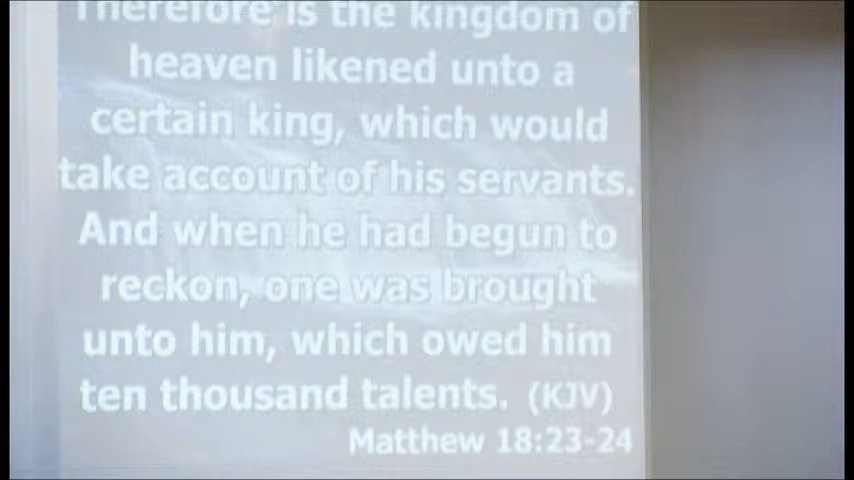 Therefore is the kingdom of
heaven likened unto a
certain king, which would
take account of his servants.
And when he had begun to
reckon, one was brought
unto him, which owed him
ten thousand talents. (KJV)
Matthew 18:23-24